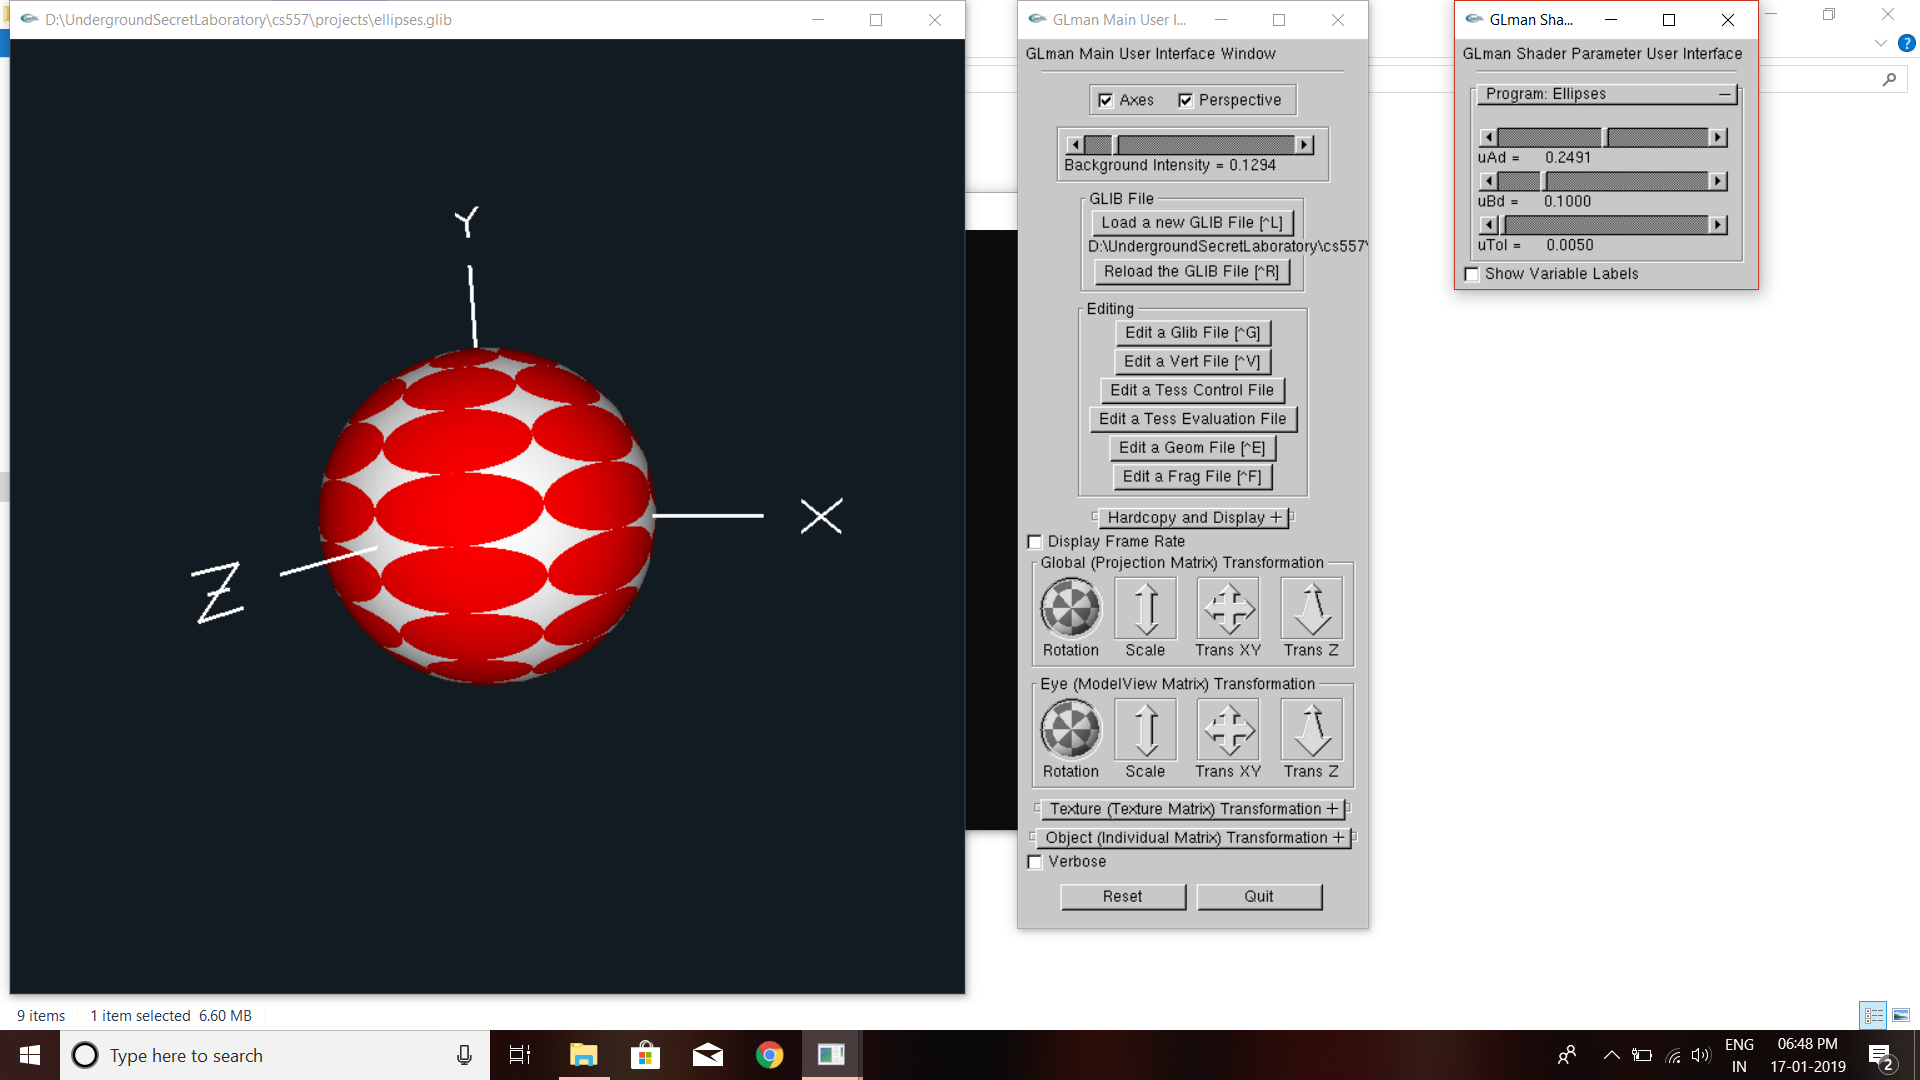 D:\UndergroundSecretLaboratory\cs557\projects\ellipses.glib
Y
X
Z
GLman Main User I...
GLman Main User Interface Window
Axes Perspective
Background Intensity = 0.1294
GLIB File
Load a new GLIB File [^L]
D:\UndergroundSecretLaboratory\cs557\
Reload the GLIB File [^R]
Editing
Edit a Glib File [^G]
Edit a Vert File [^V]
Edit a Tess Control File
Edit a Tess Evaluation File
Edit a Geom File [^E]
Edit a Frag File [^F]
Hardcopy and Display +
Display Frame Rate
Global (Projection Matrix) Transformation
Rotation Scale Trans XY Trans Z
Eye (ModelView Matrix) Transformation
Rotation Scale Trans XY Trans Z
Texture (Texture Matrix) Transformation +
Object (Individual Matrix) Transformation +
Verbose
Reset Quit
GLman Sha...
GLman Shader Parameter User Interface
Program: Ellipses
uAd = 0.2491
uBd = 0.1000
uTol = 0.0050
Show Variable Labels
?
9 items 1 item selected 6.60 MB
Type here to search
ENG
IN
06:48 PM
17-01-2019
2